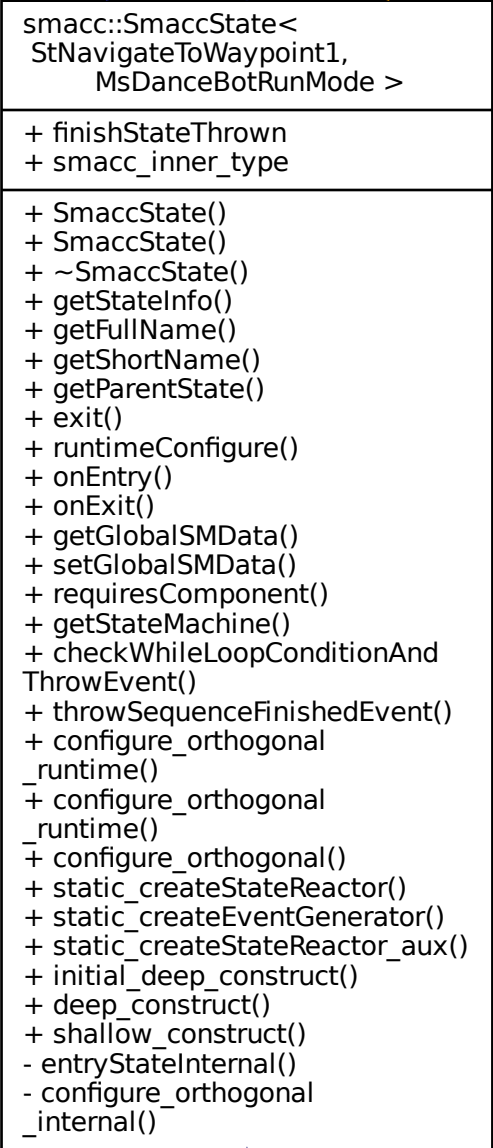 smacc::SmaccState<
StNavigateToWaypoint1,
MsDanceBotRunMode >
+ finishStateThrown
+ smacc_inner_type
+ SmaccState()
+ SmaccState()
+ ~SmaccState()
+ getStateInfo()
+ getFullName()
+ getShortName()
+ getParentState()
+ exit()
+ runtimeConfigure()
+ onEntry()
+ onExit()
+ getGlobalSMData()
+ setGlobalSMData()
+ requiresComponent()
+ getStateMachine()
+ checkWhileLoopConditionAnd
ThrowEvent()
+ throwSequenceFinishedEvent()
+ configure_orthogonal
_runtime()
+ configure_orthogonal
_runtime()
+ configure_orthogonal()
+ static_createStateReactor()
+ static_createEventGenerator()
+ static_createStateReactor_aux()
+ initial_deep_construct()
+ deep_construct()
+ shallow_construct()
- entryStateInternal()
- configure_orthogonal
_internal()